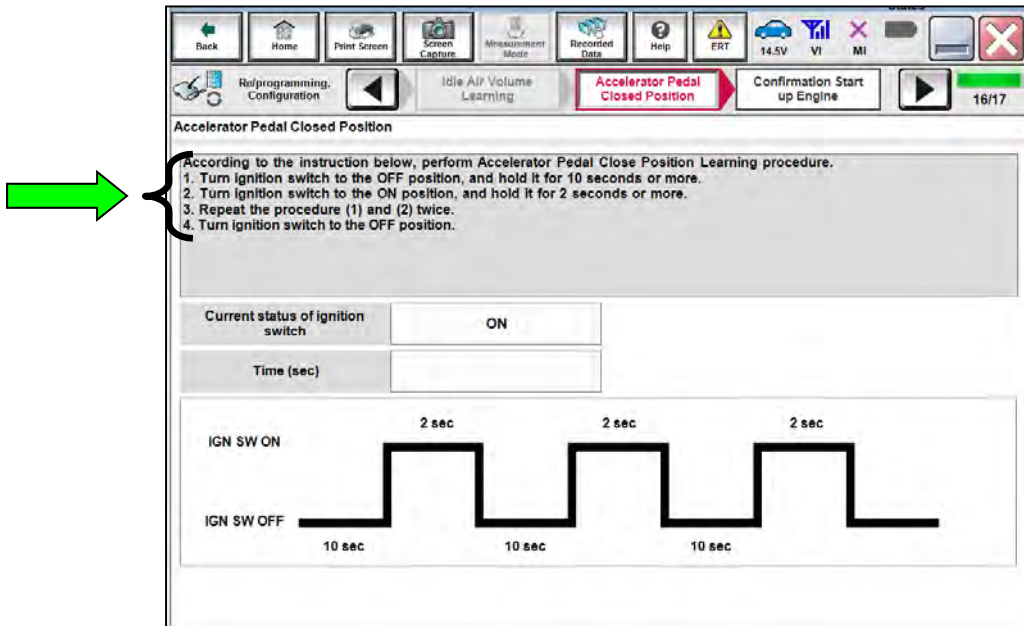 Back
Home
Print Screen
Screen Capture
Measurement Mode
Recorded Data
Help
ERT
14.5V
VI
MI
Re/programming, Configuration
Idle Air Volume Learning
Accelerator Pedal Closed Position
Confirmation Start up Engine
16/17
Accelerator Pedal Closed Position
According to the instruction below, perform Accelerator Pedal Close Position Learning procedure.
1. Turn ignition switch to the OFF position, and hold it for 10 seconds or more.
2. Turn ignition switch to the ON position, and hold it for 2 seconds or more.
3. Repeat the procedure (1) and (2) twice.
4. Turn ignition switch to the OFF position.
Current status of ignition switch
ON
Time (sec)
2 sec
2 sec
2 sec
IGN SW ON
IGN SW OFF
10 sec
10 sec
10 sec